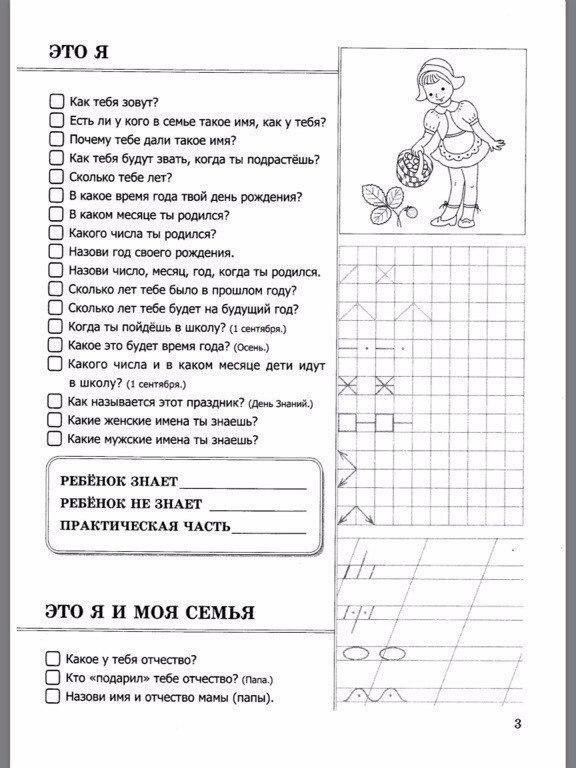 ЭТО Я
Как тебя зовут?
Есть ли у кого в семье такое имя, как у тебя?
Почему тебе дали такое имя?
Как тебя будут звать, когда ты подрастёшь?
Сколько тебе лет?
В какое время года твой день рождения?
В каком месяце ты родился?
Какого числа ты родился?
Назови год своего рождения.
Назови число, месяц, год, когда ты родился.
Сколько лет тебе было в прошлом году?
Сколько лет тебе будет на будущий год?
Когда ты пойдёшь в школу? (1 сентября.)
Какое это будет время года? (Осень.)
Какого числа и в каком месяце дети идут
в школу? (1 сентября.)
Как называется этот праздник? (День Знаний.)
Какие женские имена ты знаешь?
Какие мужские имена ты знаешь?
РЕБЁНОК ЗНАЕТ
РЕБЁНОК НЕ ЗНАЕТ
ПРАКТИЧЕСКАЯ ЧАСТЬ
ЭТО Я И МОЯ СЕМЬЯ
Какое у тебя отчество?
Кто «подарил» тебе отчество? (Папа.)
Назови имя и отчество мамы (папы).
3